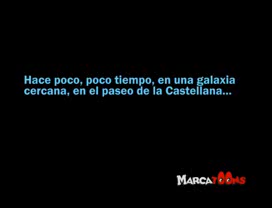 Hace poco, poco tiempo, en una galaxia
cercana, en el paseo de la Castellana...
MARCATOONS